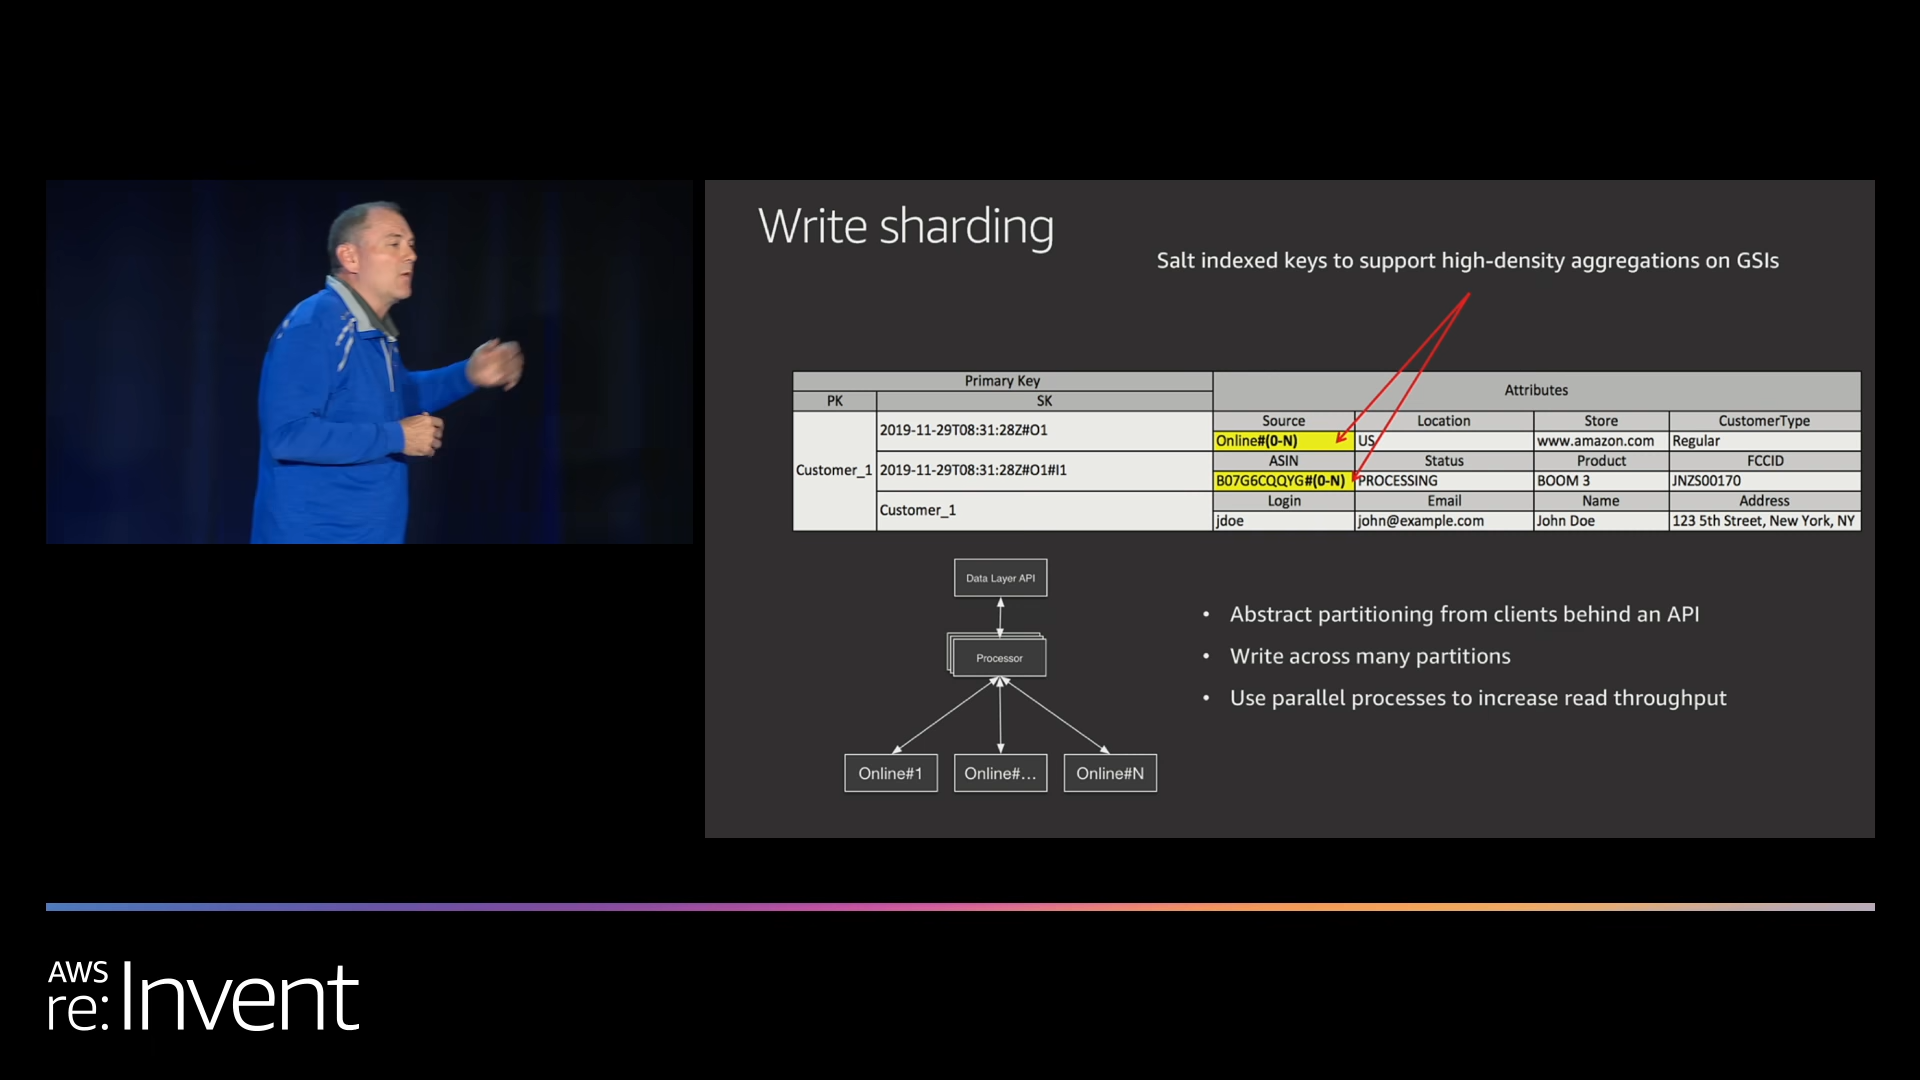 Write sharding
Salt indexed keys to support high-density aggregations on GSIs
Primary Key
Attributes
PK
SK
Customer_1
2019-11-29T08:31:28Z#O1
Source
Location
Store
CustomerType
Online#(0-N)
US
www.amazon.com
Regular
2019-11-29T08:31:28Z#O1#I1
ASIN
Status
Product
FCCID
B07G6CQQYG#(0-N)
PROCESSING
BOOM 3
JNZS00170
Customer_1
Login
Email
Name
Address
jdoe
john@example.com
John Doe
123 5th Street, New York, NY
Data Layer API
Processor
Online#1
Online#...
Online#N
• Abstract partitioning from clients behind an API
• Write across many partitions
• Use parallel processes to increase read throughput
AWS
re:Invent